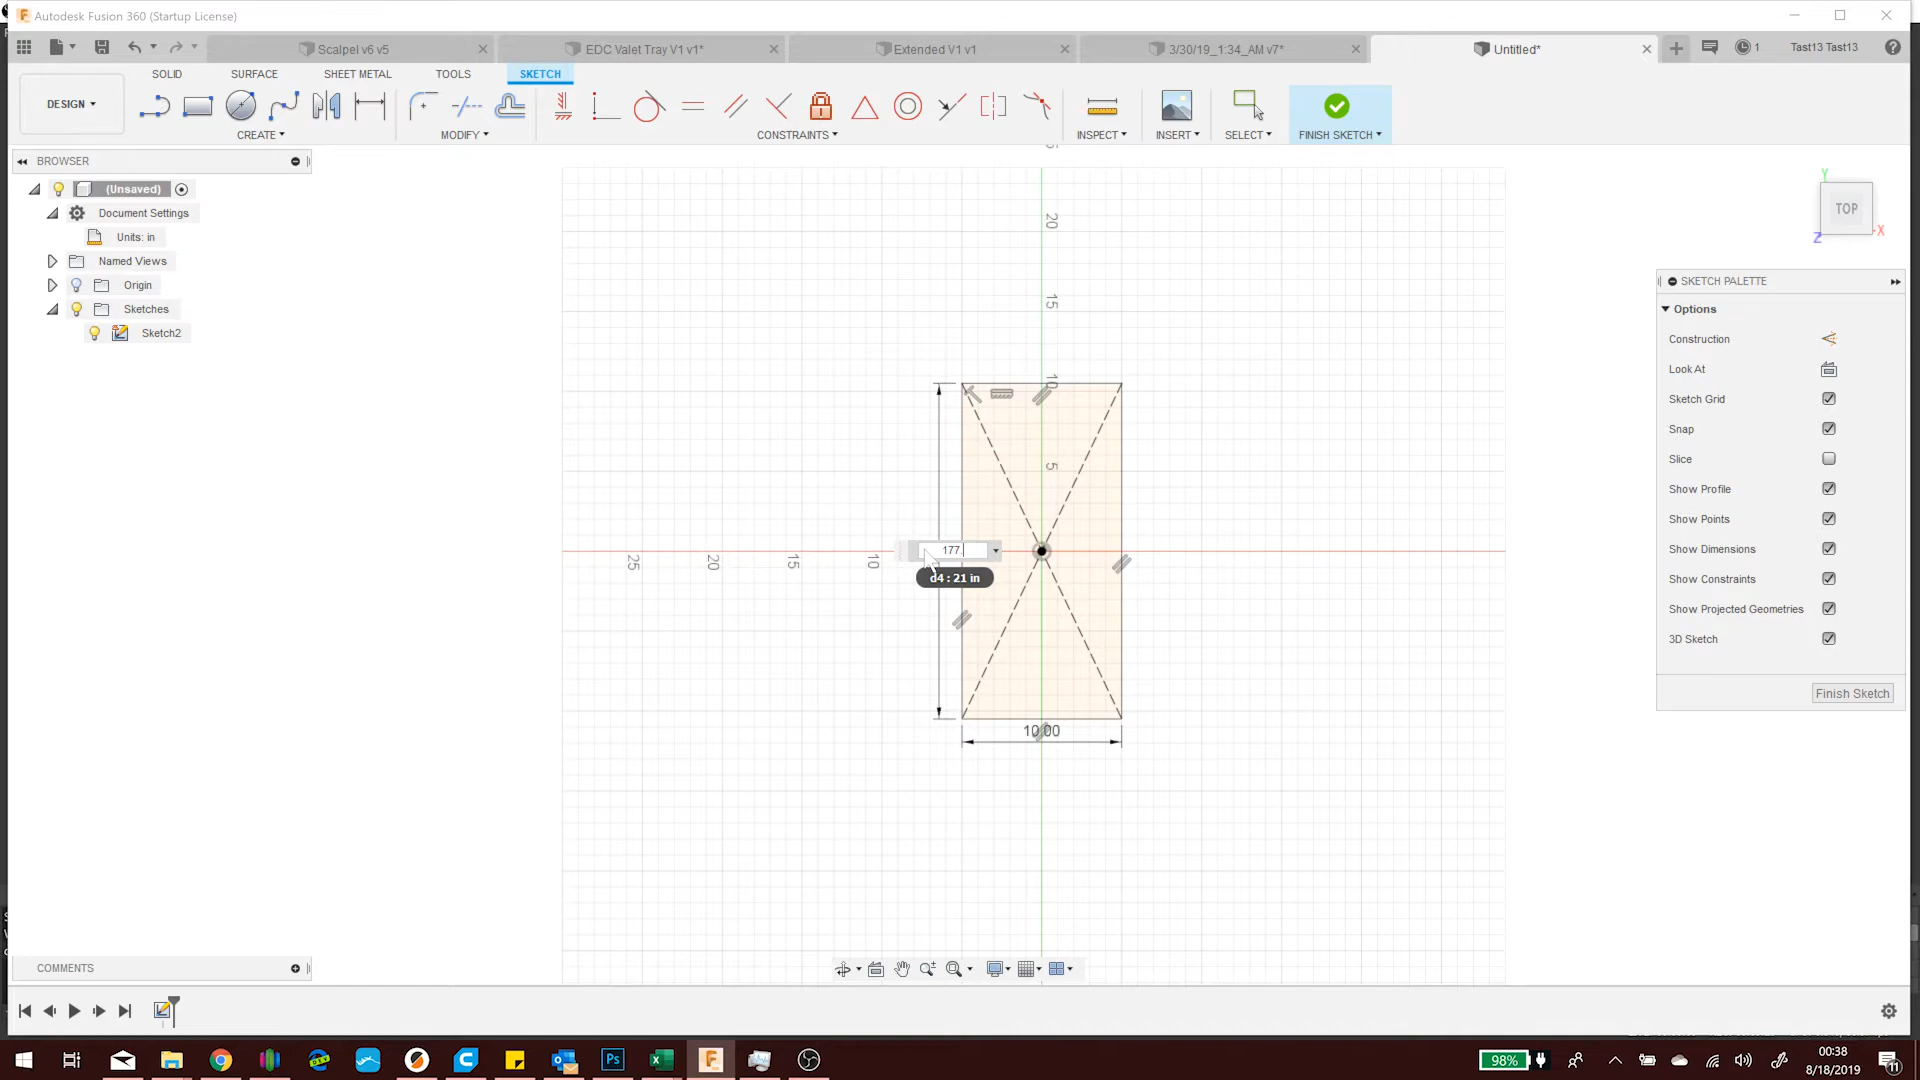 Autodesk Fusion 360 (Startup License)
Scalpel v6 v5
EDC Valet Tray V1 v1*
Extended V1 v1
3/30/19_1:34_AM v7*
Untitled*
1
Tast13 Tast13
SOLID
SURFACE
SHEET METAL
TOOLS
SKETCH
DESIGN
CREATE
MODIFY
CONSTRAINTS
INSPECT
INSERT
SELECT
FINISH SKETCH
BROWSER
(Unsaved)
Document Settings
Units: in
Named Views
Origin
Sketches
Sketch2
20
15
10
5
25
20
15
10
177.
d4 : 21 in
10.00
Y
TOP
X
Z
SKETCH PALETTE
Options
Construction
Look At
Sketch Grid
Snap
Slice
Show Profile
Show Points
Show Dimensions
Show Constraints
Show Projected Geometries
3D Sketch
Finish Sketch
COMMENTS
Ps
98%
00:38
8/18/2019
11